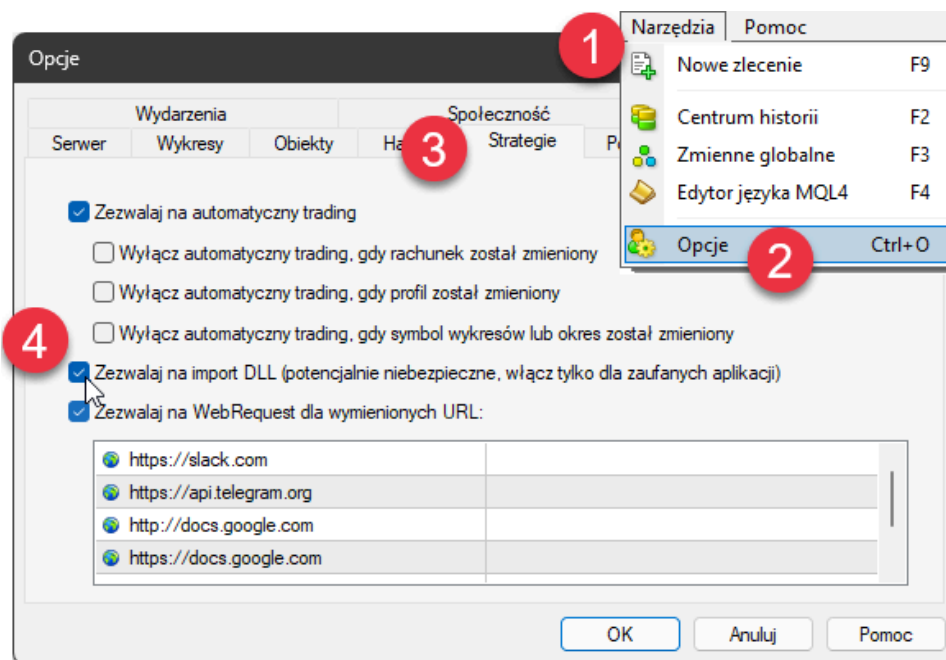 1
Narzędzia Pomoc
Nowe zlecenie F9
Centrum historii F2
Zmienne globalne F3
Edytor języka MQL4 F4
Opcje Ctrl+O
2
Opcje
Wydarzenia Społeczność
Serwer Wykresy Obiekty 3 Strategie
Zezwalaj na automatyczny trading
Wyłącz automatyczny trading, gdy rachunek został zmieniony
Wyłącz automatyczny trading, gdy profil został zmieniony
Wyłącz automatyczny trading, gdy symbol wykresów lub okres został zmieniony
4
Zezwalaj na import DLL (potencjalnie niebezpieczne, włącz tylko dla zaufanych aplikacji)
Zezwalaj na WebRequest dla wymienionych URL:
https://slack.com
https://api.telegram.org
http://docs.google.com
https://docs.google.com
OK Anuluj Pomoc